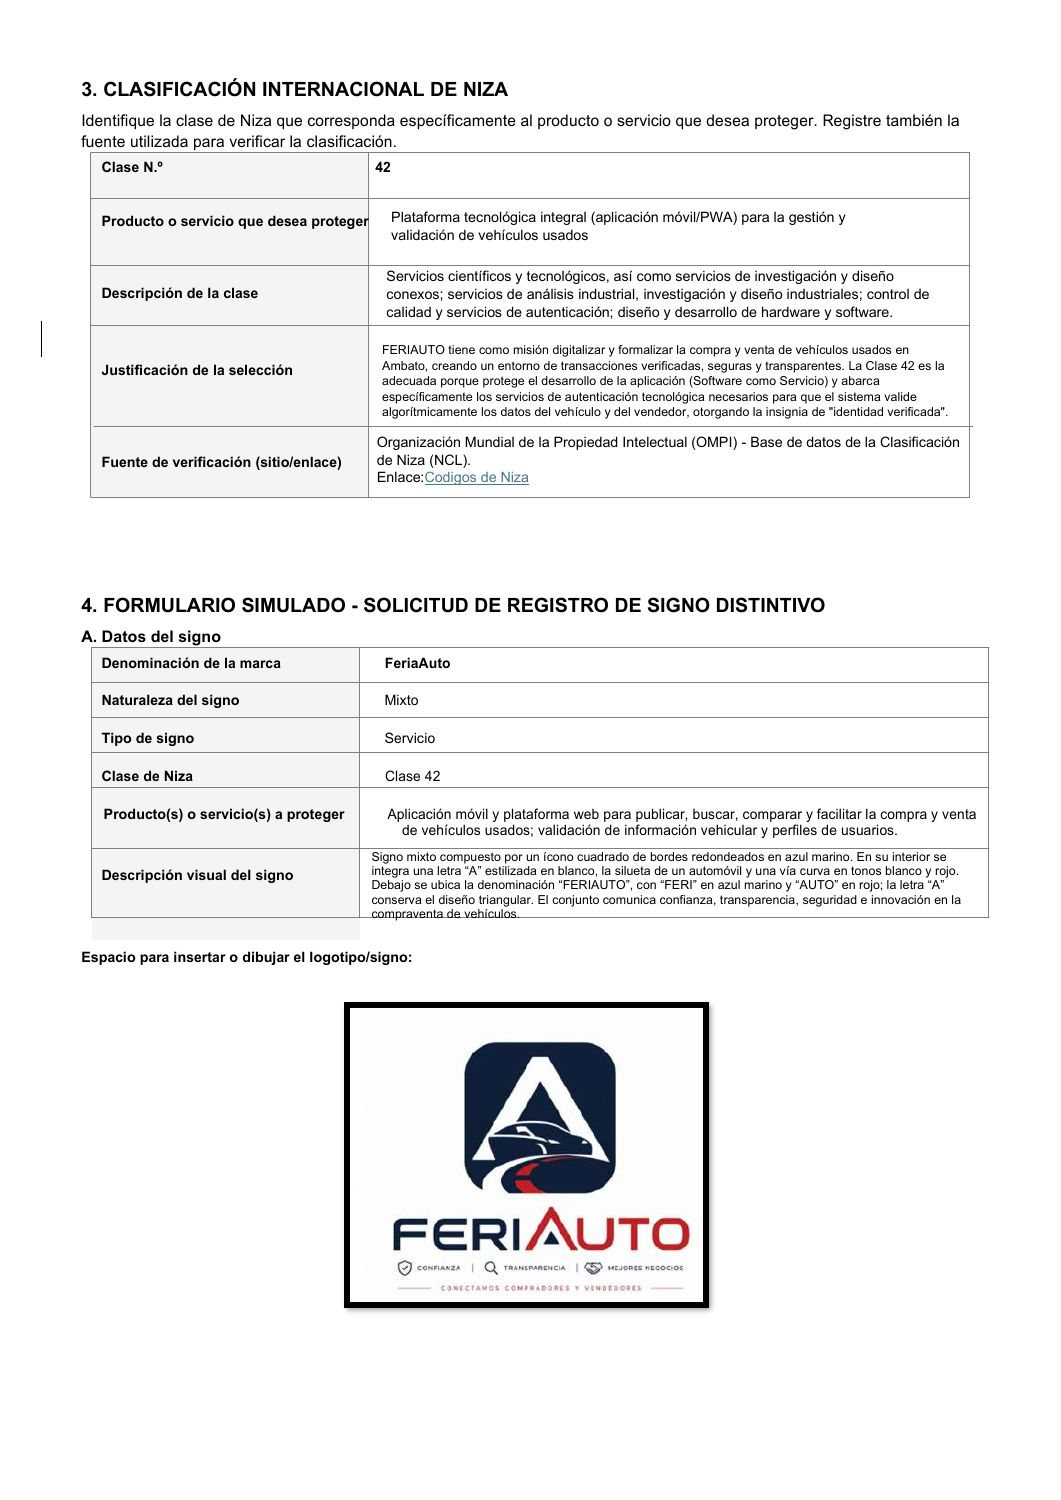 3. CLASIFICACIÓN INTERNACIONAL DE NIZA
Identifique la clase de Niza que corresponda específicamente al producto o servicio que desea proteger. Registre también la
fuente utilizada para verificar la clasificación.
Clase N.º
42
Producto o servicio que desea proteger
Plataforma tecnológica integral (aplicación móvil/PWA) para la gestión y
validación de vehículos usados
Descripción de la clase
Servicios científicos y tecnológicos, así como servicios de investigación y diseño
conexos; servicios de análisis industrial, investigación y diseño industriales; control de
calidad y servicios de autenticación; diseño y desarrollo de hardware y software.
Justificación de la selección
FERIAUTO tiene como misión digitalizar y formalizar la compra y venta de vehículos usados en
Ambato, creando un entorno de transacciones verificadas, seguras y transparentes. La Clase 42 es la
adecuada porque protege el desarrollo de la aplicación (Software como Servicio) y abarca
específicamente los servicios de autenticación tecnológica necesarios para que el sistema valide
algorítmicamente los datos del vehículo y del vendedor, otorgando la insignia de "identidad verificada".
Fuente de verificación (sitio/enlace)
Organización Mundial de la Propiedad Intelectual (OMPI) - Base de datos de la Clasificación
de Niza (NCL).
Enlace:Codigos de Niza
4. FORMULARIO SIMULADO - SOLICITUD DE REGISTRO DE SIGNO DISTINTIVO
A. Datos del signo
Denominación de la marca
FeriaAuto
Naturaleza del signo
Mixto
Tipo de signo
Servicio
Clase de Niza
Clase 42
Producto(s) o servicio(s) a proteger
Aplicación móvil y plataforma web para publicar, buscar, comparar y facilitar la compra y venta
de vehículos usados; validación de información vehicular y perfiles de usuarios.
Descripción visual del signo
Signo mixto compuesto por un ícono cuadrado de bordes redondeados en azul marino. En su interior se
integra una letra “A” estilizada en blanco, la silueta de un automóvil y una vía curva en tonos blanco y rojo.
Debajo se ubica la denominación “FERIAUTO”, con “FERI” en azul marino y “AUTO” en rojo; la letra “A”
conserva el diseño triangular. El conjunto comunica confianza, transparencia, seguridad e innovación en la
compraventa de vehículos.
Espacio para insertar o dibujar el logotipo/signo:
FERIAUTO
CONFIANZA | TRANSPARENCIA | MEJORES NEGOCIOS
CONECTAMOS COMPRADORES Y VENDEDORES